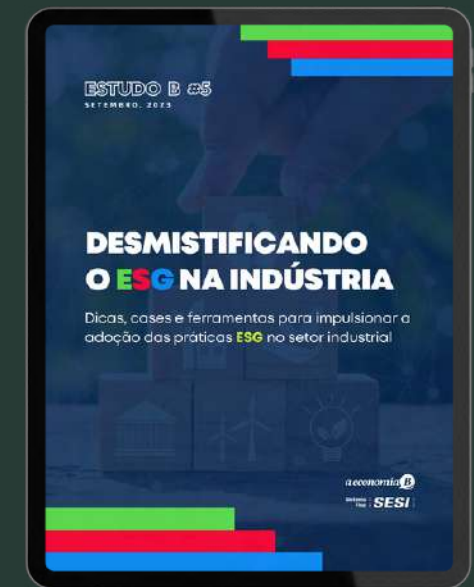 ESTUDO B #5
SETEMBRO, 2023
DESMISTIFICANDO
O ESG NA INDÚSTRIA
Dicas, cases e ferramentas para impulsionar a
adoção das práticas ESG no setor industrial
a economia B
SESI